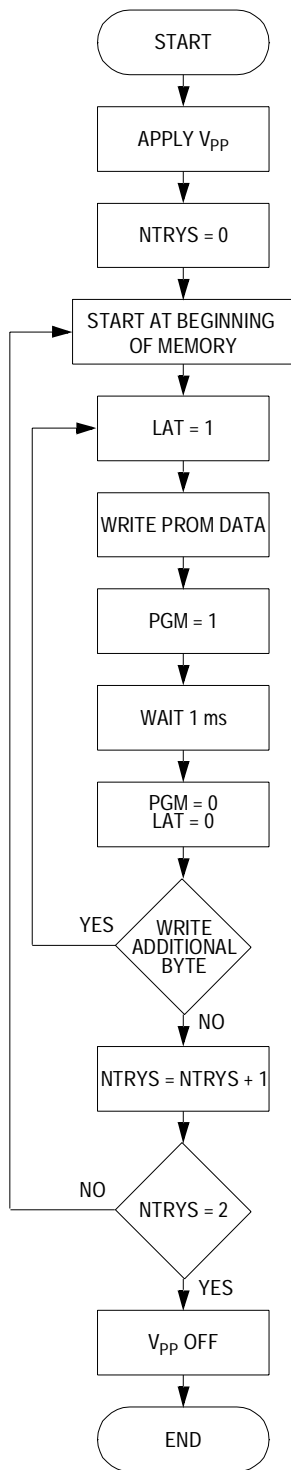 START
APPLY VPP
NTRYS = 0
START AT BEGINNING
OF MEMORY
LAT = 1
WRITE PROM DATA
PGM = 1
WAIT 1 ms
PGM = 0
LAT = 0
YES
WRITE
ADDITIONAL
BYTE
NO
NTRYS = NTRYS + 1
NO
NTRYS = 2
YES
VPP OFF
END